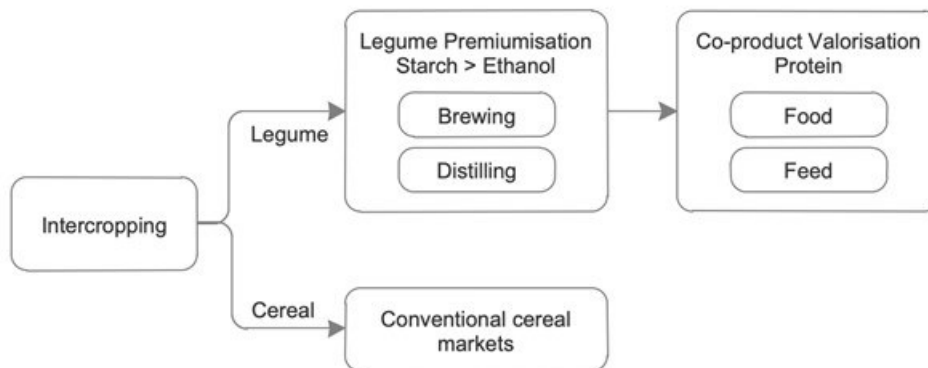 Legume Premiumisation
Starch > Ethanol
Brewing
Distilling
Co-product Valorisation
Protein
Food
Feed
Legume
Intercropping
Cereal
Conventional cereal
markets